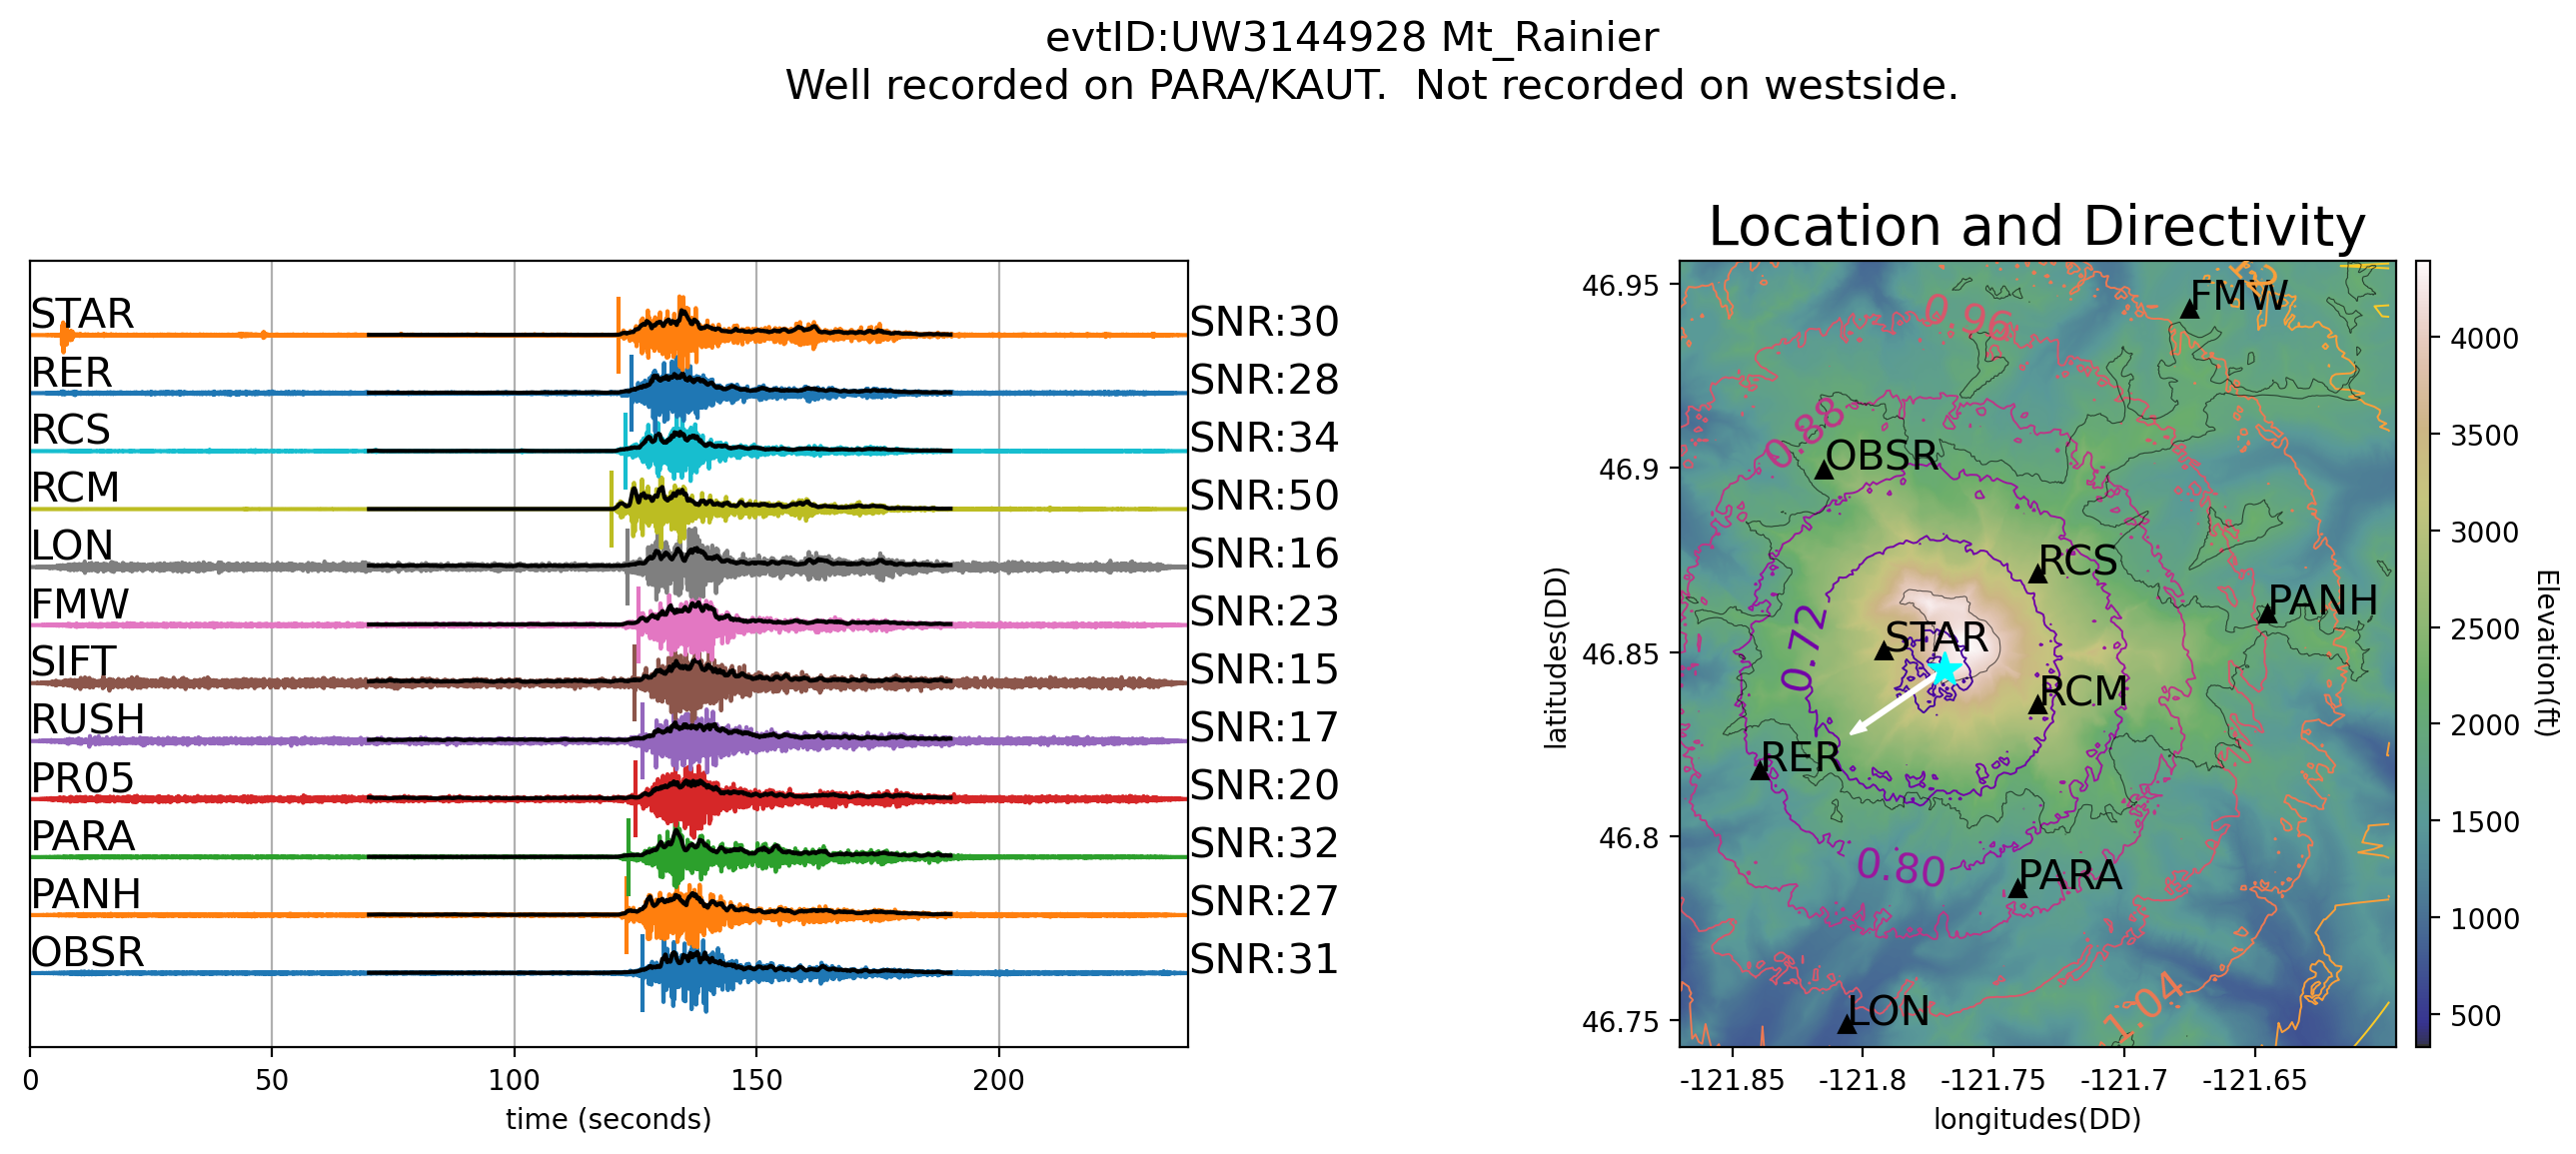 evtID:UW3144928 Mt_Rainier
Well recorded on PARA/KAUT.  Not recorded on westside.
STAR
RER
RCS
RCM
LON
FMW
SIFT
RUSH
PR05
PARA
PANH
OBSR
SNR:30
SNR:28
SNR:34
SNR:50
SNR:16
SNR:23
SNR:15
SNR:17
SNR:20
SNR:32
SNR:27
SNR:31
0
50
100
150
200
time (seconds)
Location and Directivity
46.95
46.9
46.85
46.8
46.75
latitudes(DD)
0.96
FMW
0.88
OBSR
RCS
PANH
0.72
STAR
RCM
RER
0.80
PARA
1.04
LON
-121.85
-121.8
-121.75
-121.7
-121.65
longitudes(DD)
4000
3500
3000
2500
2000
1500
1000
500
Elevation(ft)